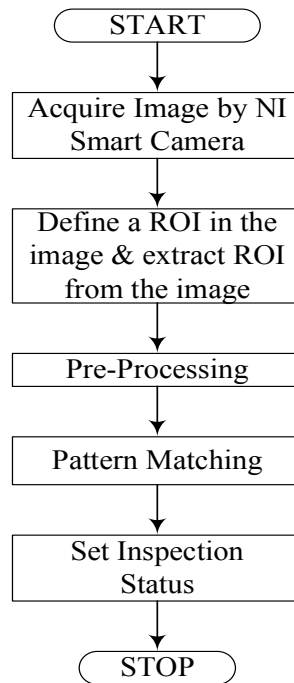 START
Acquire Image by NI
Smart Camera
Define a ROI in the
image & extract ROI
from the image
Pre-Processing
Pattern Matching
Set Inspection
Status
STOP